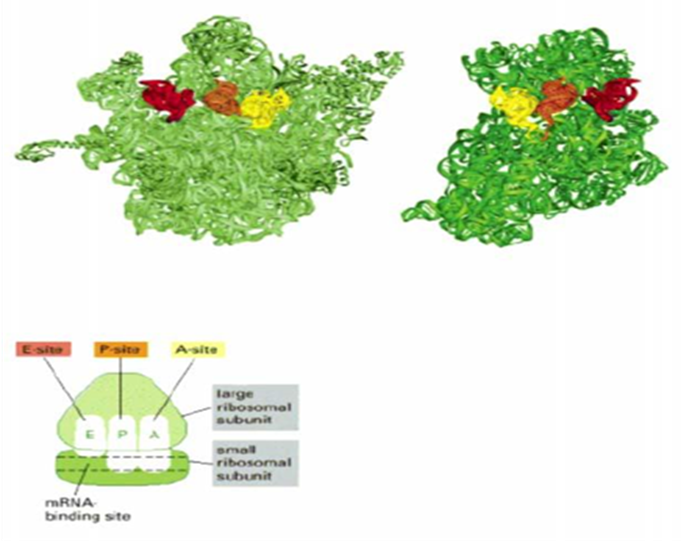 E-site P-site A-site
large
ribosomal
subunit
E P A
small
ribosomal
subunit
mRNA-
binding site